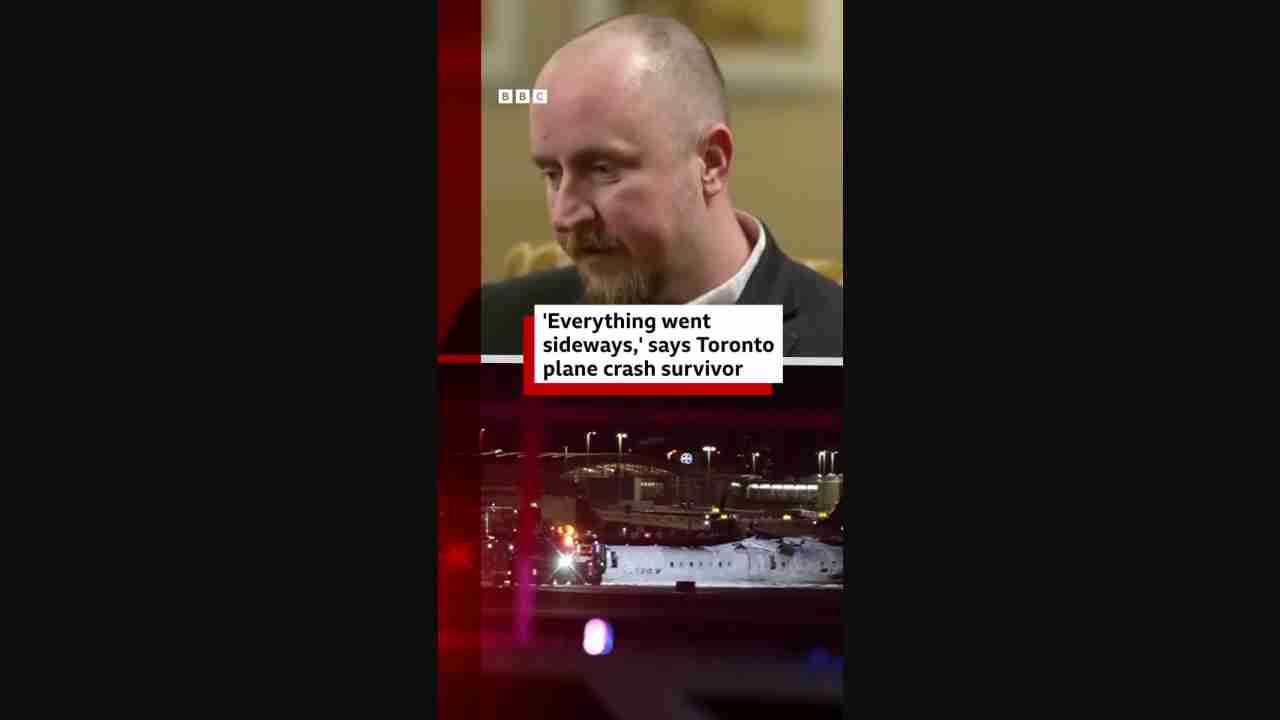 BBC
'Everything went
sideways,' says Toronto
plane crash survivor